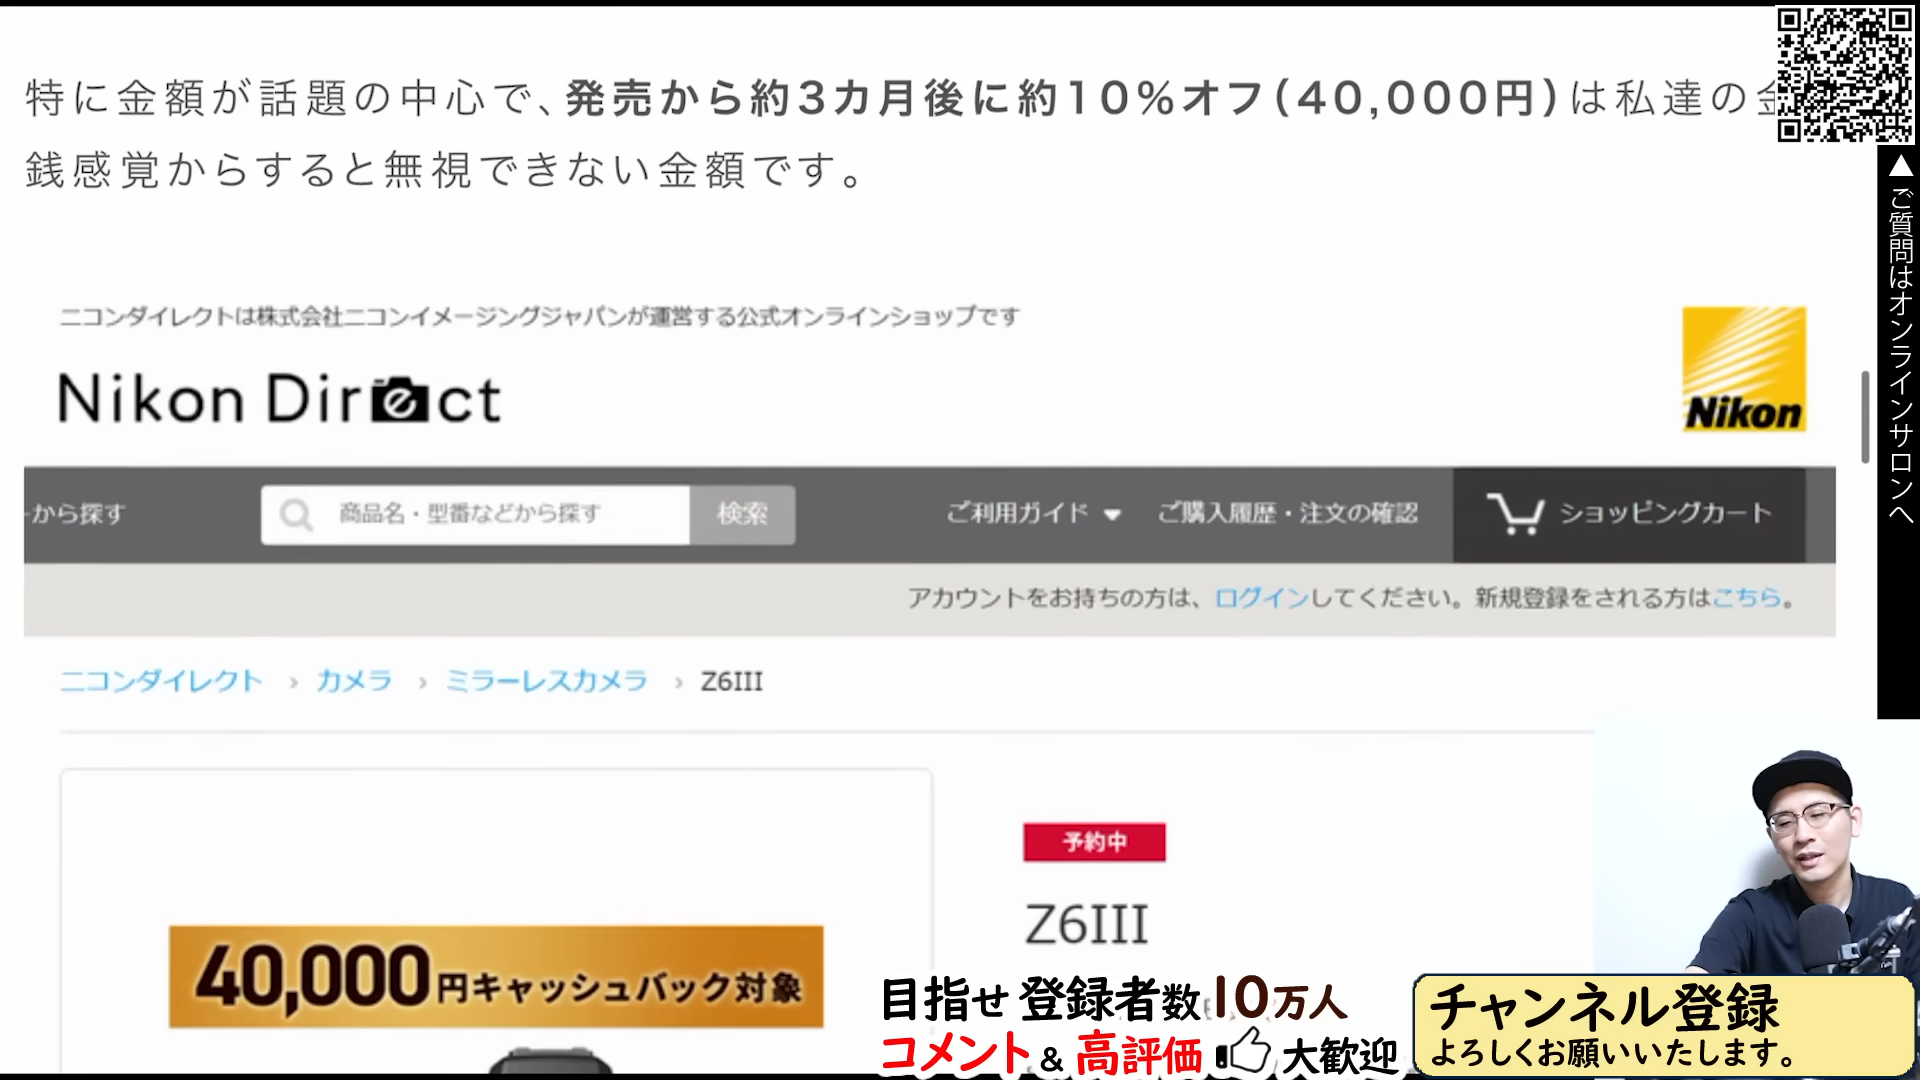 特に金額が話題の中心で、発売から約3カ月後に約10%オフ(40,000円)は私達の金
銭感覚からすると無視できない金額です。
▲ご質問はオンラインサロンへ
ニコンダイレクトは株式会社ニコンイメージングジャパンが運営する公式オンラインショップです
Nikon Direct
Nikon
から探す
商品名・型番などから探す
検索
ご利用ガイド ▼
ご購入履歴・注文の確認
ショッピングカート
アカウントをお持ちの方は、ログインしてください。新規登録をされる方はこちら。
ニコンダイレクト › カメラ › ミラーレスカメラ › Z6III
予約中
Z6III
40,000円キャッシュバック対象
目指せ 登録者数10万人
コメント&高評価 大歓迎
チャンネル登録
よろしくお願いいたします。